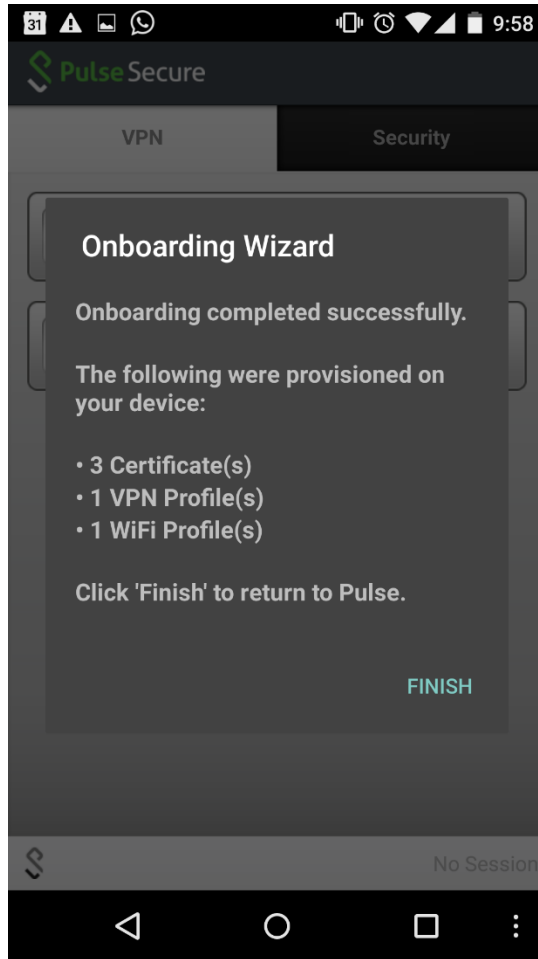 31
9:58
Pulse Secure
VPN
Security
Onboarding Wizard
Onboarding completed successfully.
The following were provisioned on
your device:
• 3 Certificate(s)
• 1 VPN Profile(s)
• 1 WiFi Profile(s)
Click 'Finish' to return to Pulse.
FINISH
No Session